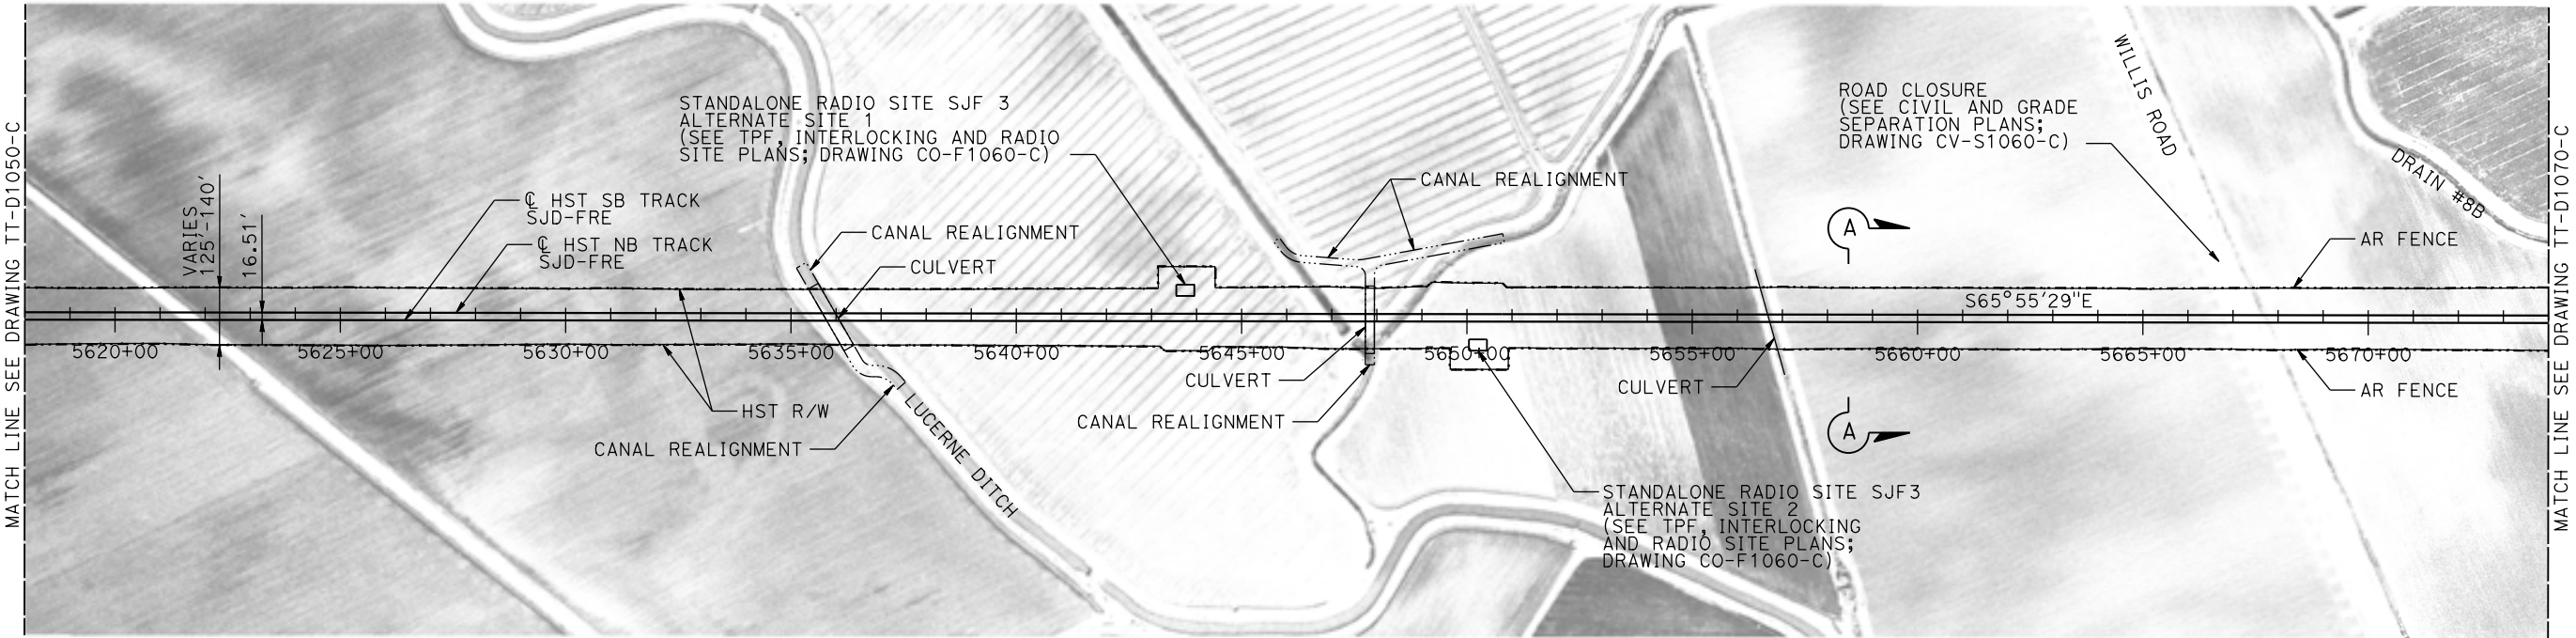 MATCH LINE SEE DRAWING TT-D1050-C
VARIES
125'-140'
16.51'
℄ HST SB TRACK
SJD-FRE
℄ HST NB TRACK
SJD-FRE
STANDALONE RADIO SITE SJF 3
ALTERNATE SITE 1
(SEE TPF, INTERLOCKING AND RADIO
SITE PLANS; DRAWING CO-F1060-C)
CANAL REALIGNMENT
CULVERT
CANAL REALIGNMENT
ROAD CLOSURE
(SEE CIVIL AND GRADE
SEPARATION PLANS;
DRAWING CV-S1060-C)
WILLIS ROAD
DRAIN #8B
A
AR FENCE
S65°55'29"E
5620+00
5625+00
5630+00
5635+00
5640+00
5645+00
5650+00
5655+00
5660+00
5665+00
5670+00
HST R/W
CANAL REALIGNMENT
LUCERNE DITCH
CULVERT
CANAL REALIGNMENT
CULVERT
AR FENCE
A
STANDALONE RADIO SITE SJF3
ALTERNATE SITE 2
(SEE TPF, INTERLOCKING
AND RADIO SITE PLANS;
DRAWING CO-F1060-C)
MATCH LINE SEE DRAWING TT-D1070-C